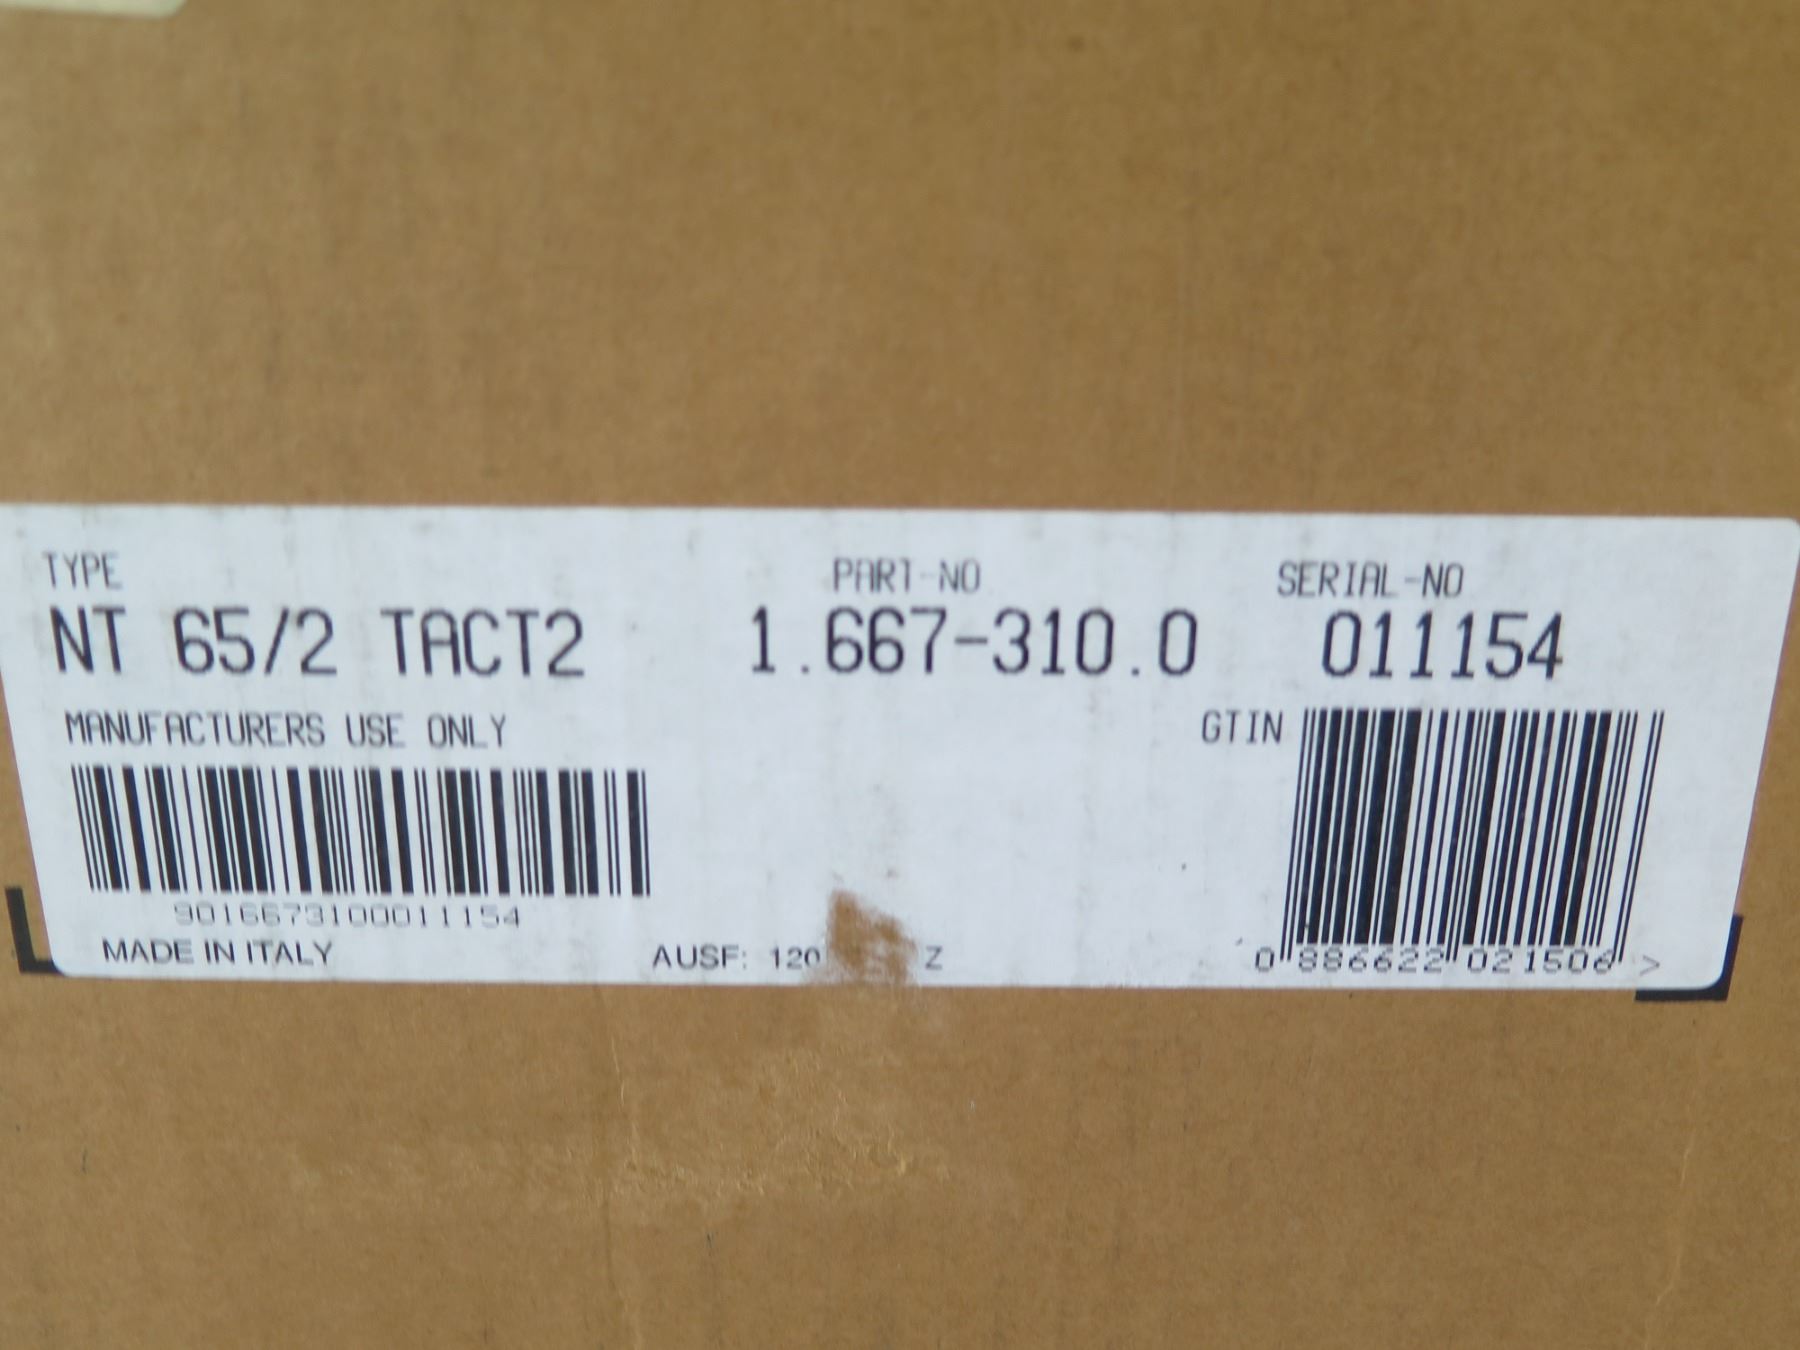 TYPE PART-NO SERIAL-NO
NT 65/2 TACT2 1.667-310.0 011154
MANUFACTURERS USE ONLY GTIN
9016673100011154
MADE IN ITALY AUSF: 120 Z
0 886622 021506 >